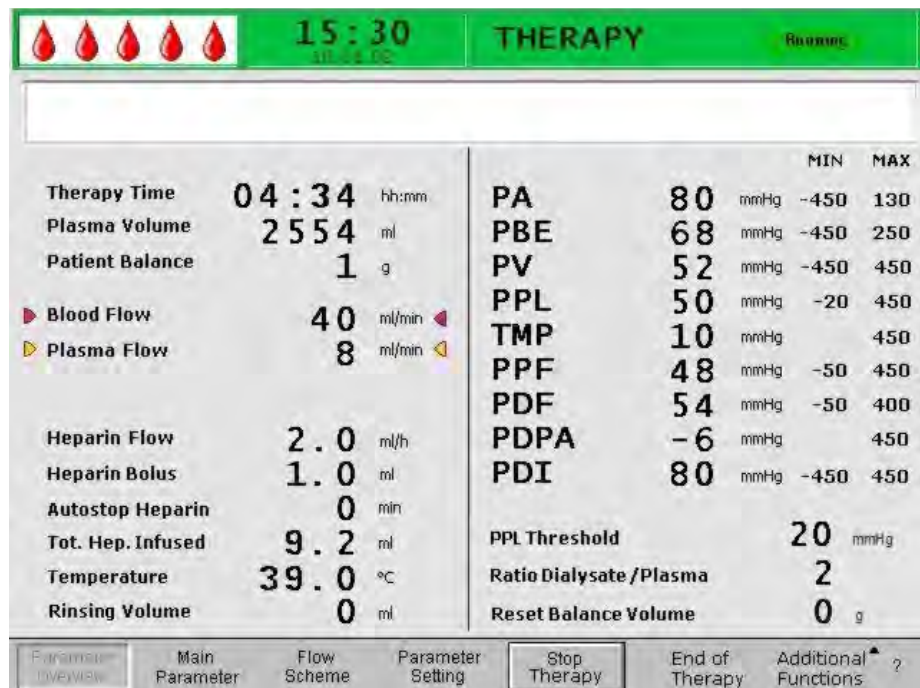 15:30
THERAPY
Running
MIN MAX
Therapy Time 04:34 hh:mm
Plasma Volume 2554 ml
Patient Balance 1 g
Blood Flow 40 ml/min
Plasma Flow 8 ml/min
Heparin Flow 2.0 ml/h
Heparin Bolus 1.0 ml
Autostop Heparin 0 min
Tot. Hep. Infused 9.2 ml
Temperature 39.0 °C
Rinsing Volume 0 ml
PA 80 mmHg -450 130
PBE 68 mmHg -450 250
PV 52 mmHg -450 450
PPL 50 mmHg -20 450
TMP 10 mmHg 450
PPF 48 mmHg -50 450
PDF 54 mmHg -50 400
PDPA -6 mmHg 450
PDI 80 mmHg -450 450
PPL Threshold 20 mmHg
Ratio Dialysate/Plasma 2
Reset Balance Volume 0 g
Parameter
Overview
Main
Parameter
Flow
Scheme
Parameter
Setting
Stop
Therapy
End of
Therapy
Additional
Functions
?